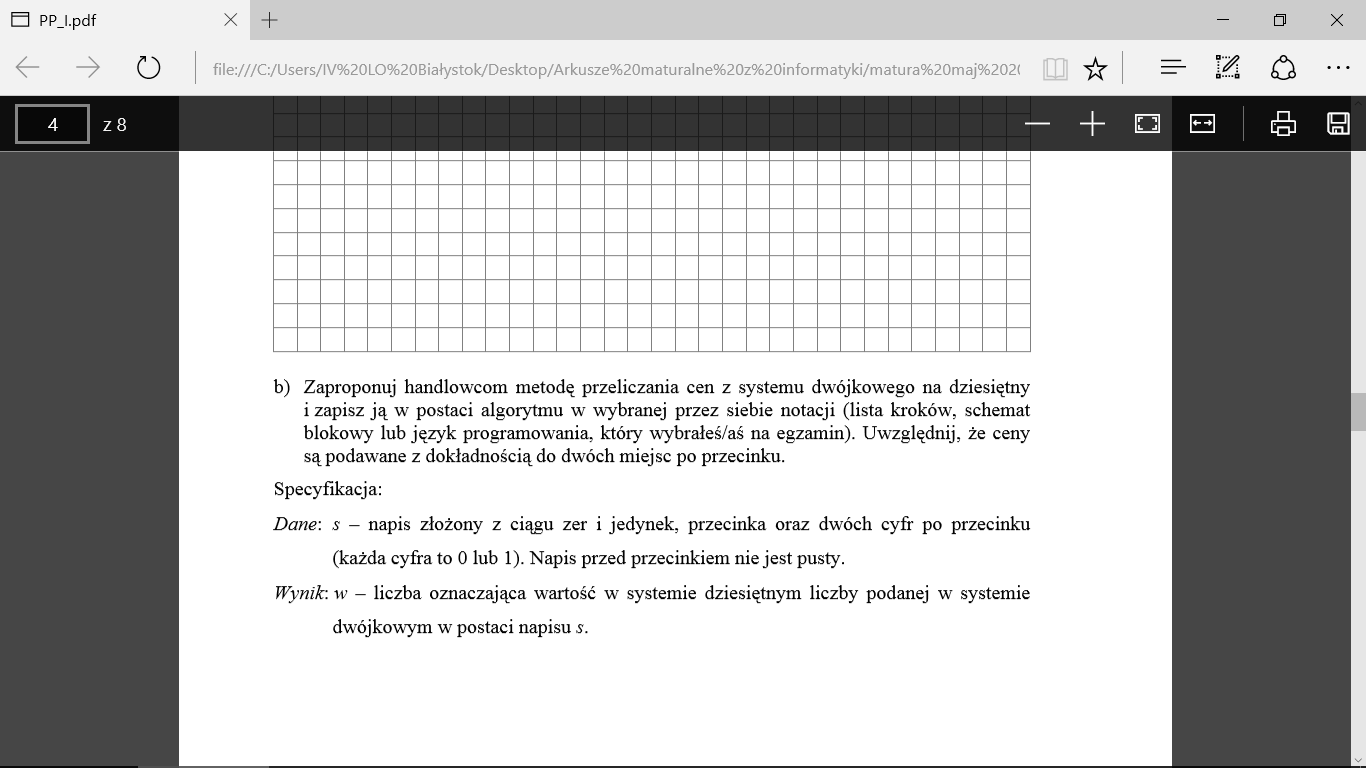 PP_I.pdf
file:///C:/Users/IV%20LO%20Białystok/Desktop/Arkusze%20maturalne%20z%20informatyki/matura%20maj%202(
4 z 8
b) Zaproponuj handlowcom metodę przeliczania cen z systemu dwójkowego na dziesiętny
i zapisz ją w postaci algorytmu w wybranej przez siebie notacji (lista kroków, schemat
blokowy lub język programowania, który wybrałeś/aś na egzamin). Uwzględnij, że ceny
są podawane z dokładnością do dwóch miejsc po przecinku.
Specyfikacja:
Dane: s – napis złożony z ciągu zer i jedynek, przecinka oraz dwóch cyfr po przecinku
(każda cyfra to 0 lub 1). Napis przed przecinkiem nie jest pusty.
Wynik: w – liczba oznaczająca wartość w systemie dziesiętnym liczby podanej w systemie
dwójkowym w postaci napisu s.